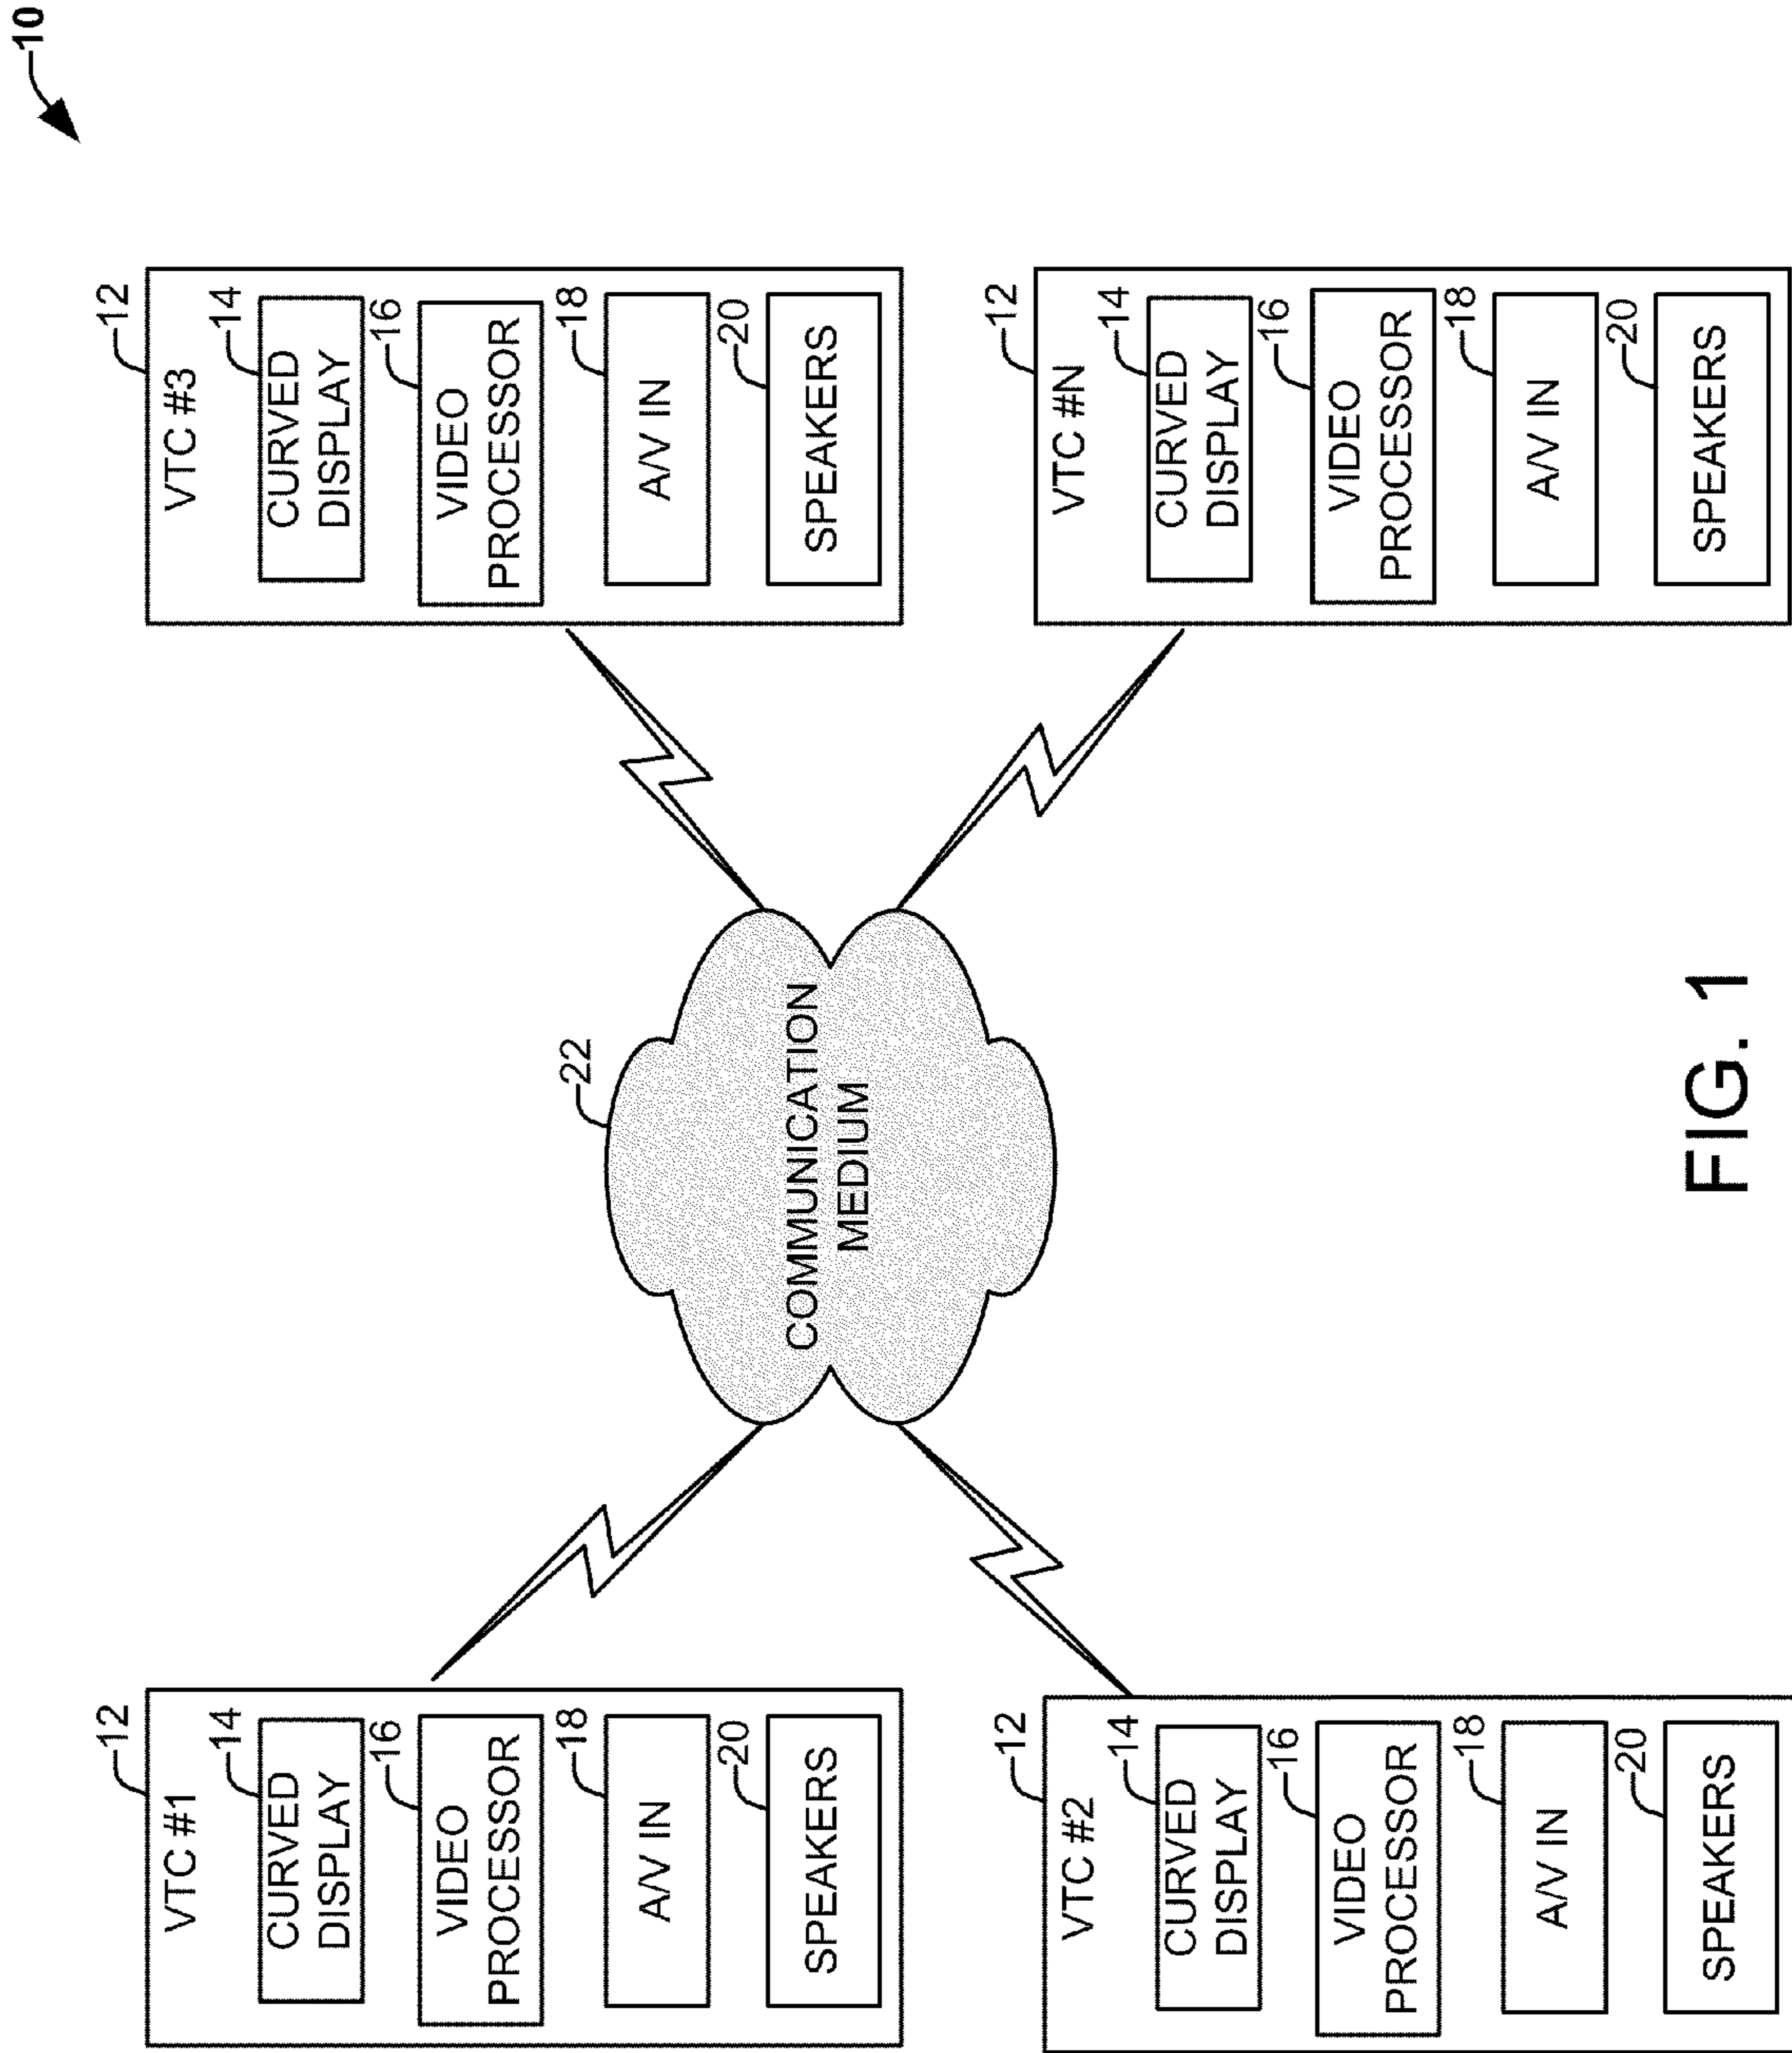 10
12
VTC #1
14
CURVED
DISPLAY
16
VIDEO
PROCESSOR
18
A/V IN
20
SPEAKERS
12
VTC #2
14
CURVED
DISPLAY
16
VIDEO
PROCESSOR
18
A/V IN
20
SPEAKERS
22
COMMUNICATION
MEDIUM
12
VTC #3
14
CURVED
DISPLAY
16
VIDEO
PROCESSOR
18
A/V IN
20
SPEAKERS
12
VTC #N
14
CURVED
DISPLAY
16
VIDEO
PROCESSOR
18
A/V IN
20
SPEAKERS
FIG. 1